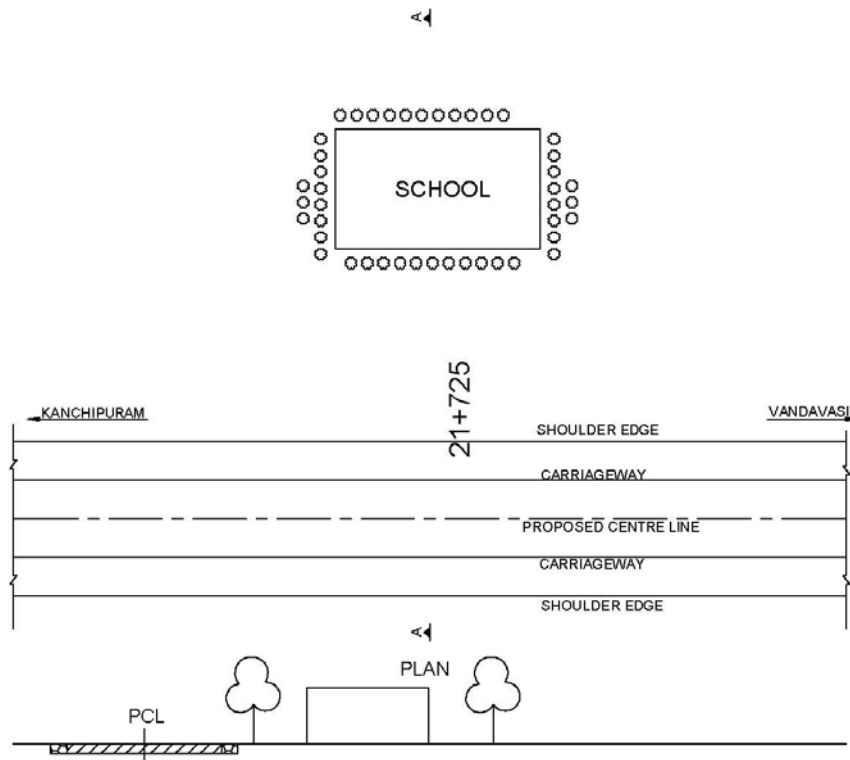 A
SCHOOL
21+725
KANCHIPURAM
VANDAVASI
SHOULDER EDGE
CARRIAGEWAY
PROPOSED CENTRE LINE
CARRIAGEWAY
SHOULDER EDGE
A
PLAN
PCL